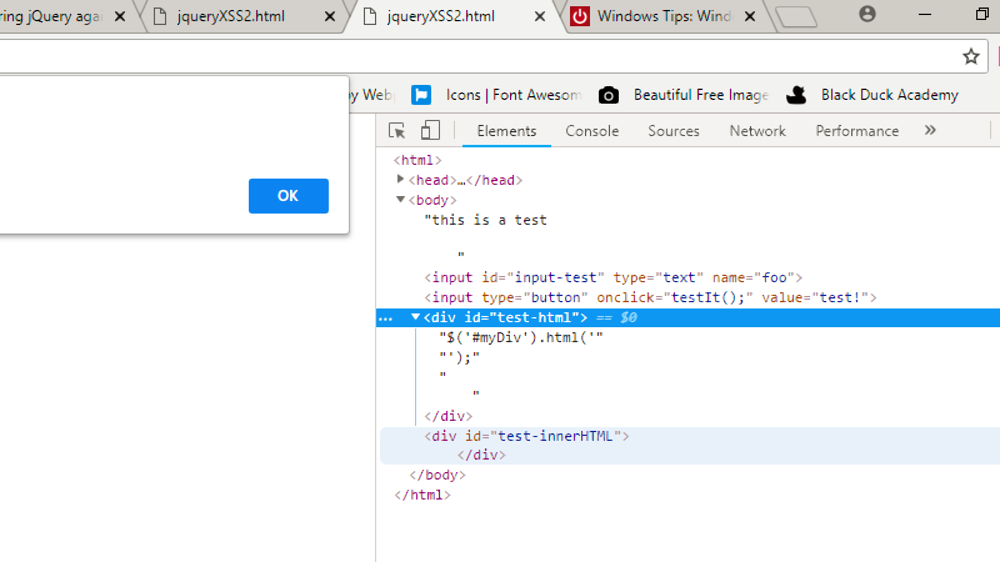 ring jQuery agai
jqueryXSS2.html
jqueryXSS2.html
Windows Tips: Wind
by Web
Icons | Font Awesom
Beautiful Free Image
Black Duck Academy
OK
Elements Console Sources Network Performance »
<html>
<head>…</head>
<body>
"this is a test
"
<input id="input-test" type="text" name="foo">
<input type="button" onclick="testIt();" value="test!">
... <div id="test-html"> == $0
"$('#myDiv').html('"
"');"
"
"
</div>
<div id="test-innerHTML">
</div>
</body>
</html>